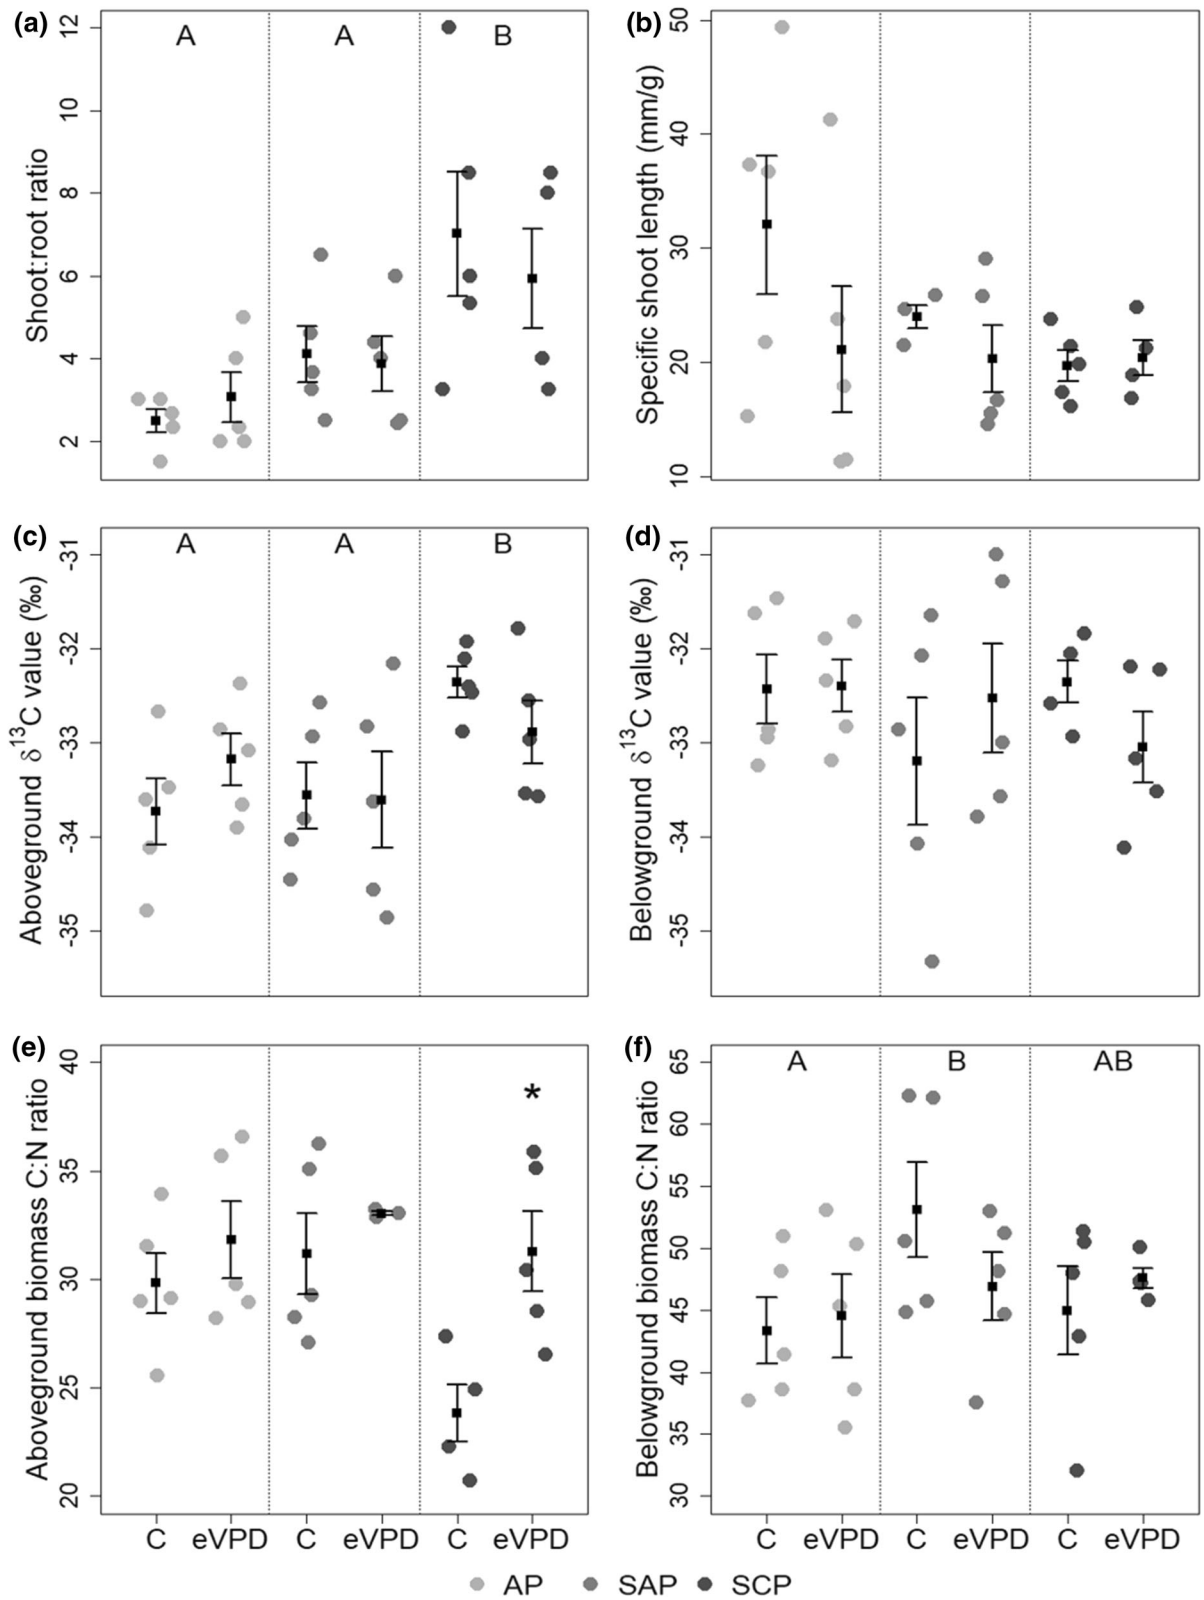 (a)
Shoot:root ratio
12
10
8
6
4
2
A A B
(b)
Specific shoot length (mm/g)
50
40
30
20
10
(c)
Aboveground δ13C value (‰)
-31
-32
-33
-34
-35
A A B
(d)
Belowground δ13C value (‰)
-31
-32
-33
-34
-35
(e)
Aboveground biomass C:N ratio
40
35
30
25
20
*
(f)
Belowground biomass C:N ratio
65
60
55
50
45
40
35
30
A B AB
C eVPD C eVPD C eVPD
C eVPD C eVPD C eVPD
AP SAP SCP